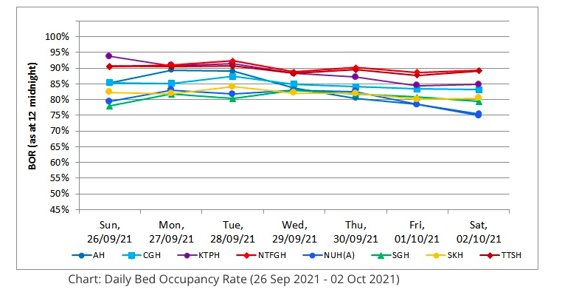 100%
95%
90%
85%
80%
75%
70%
65%
60%
55%
50%
45%
BOR (as at 12 midnight)
Sun, Mon, Tue, Wed, Thu, Fri, Sat,
26/09/21 27/09/21 28/09/21 29/09/21 30/09/21 01/10/21 02/10/21
AH CGH KTPH NTFGH NUH(A) SGH SKH TTSH
Chart: Daily Bed Occupancy Rate (26 Sep 2021 - 02 Oct 2021)